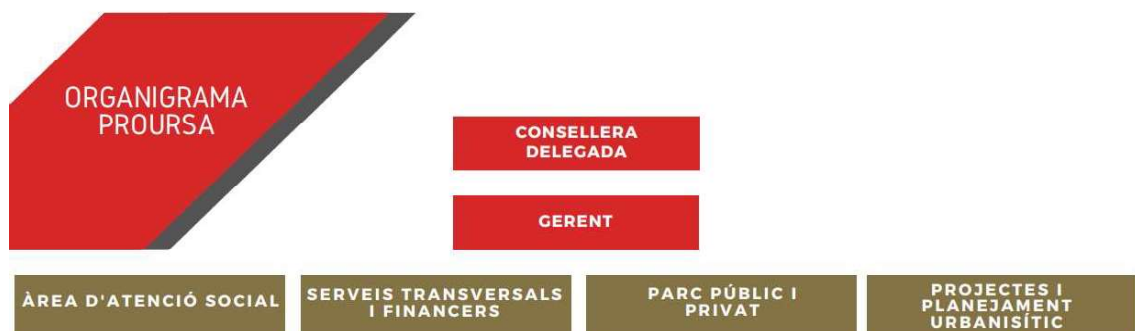 ORGANIGRAMA
PROURSA
CONSELLERA
DELEGADA
GERENT
ÀREA D'ATENCIÓ SOCIAL
SERVEIS TRANSVERSALS
I FINANCERS
PARC PÚBLIC I
PRIVAT
PROJECTES I
PLANEJAMENT
URBANISÍTIC